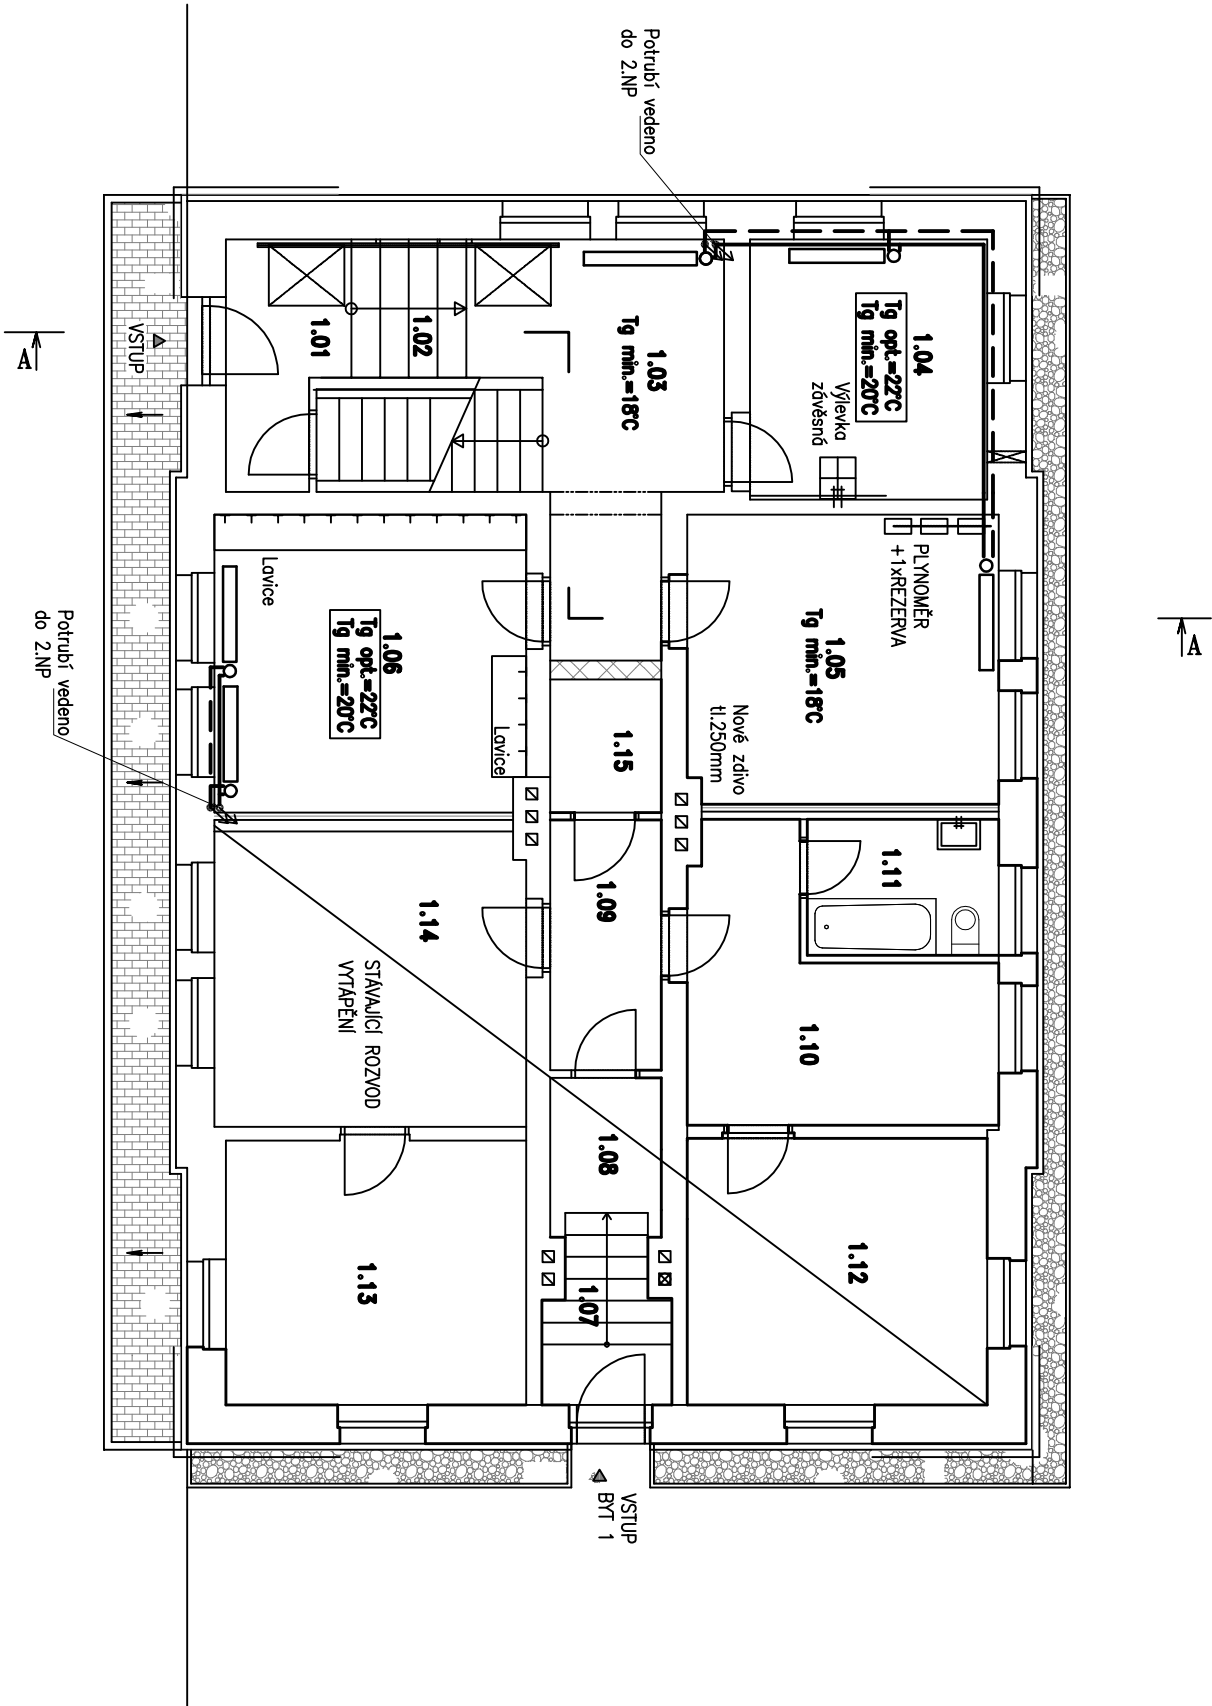 Potrubí vedeno
do 2.NP
A
A
VSTUP
1.01
1.02
1.03
Tg min.=18°C
1.04
Tg opt.=22°C
Tg min.=20°C
Výlevka
závěsná
PLYNOMĚR
+1xREZERVA
1.05
Tg min.=18°C
Nové zdivo
tl.250mm
Lavice
1.06
Tg opt.=22°C
Tg min.=20°C
Lavice
Potrubí vedeno
do 2.NP
1.15
1.09
1.11
1.10
1.14
STÁVAJÍCÍ ROZVOD
VYTÁPĚNÍ
1.08
1.07
1.12
1.13
VSTUP
BYT 1